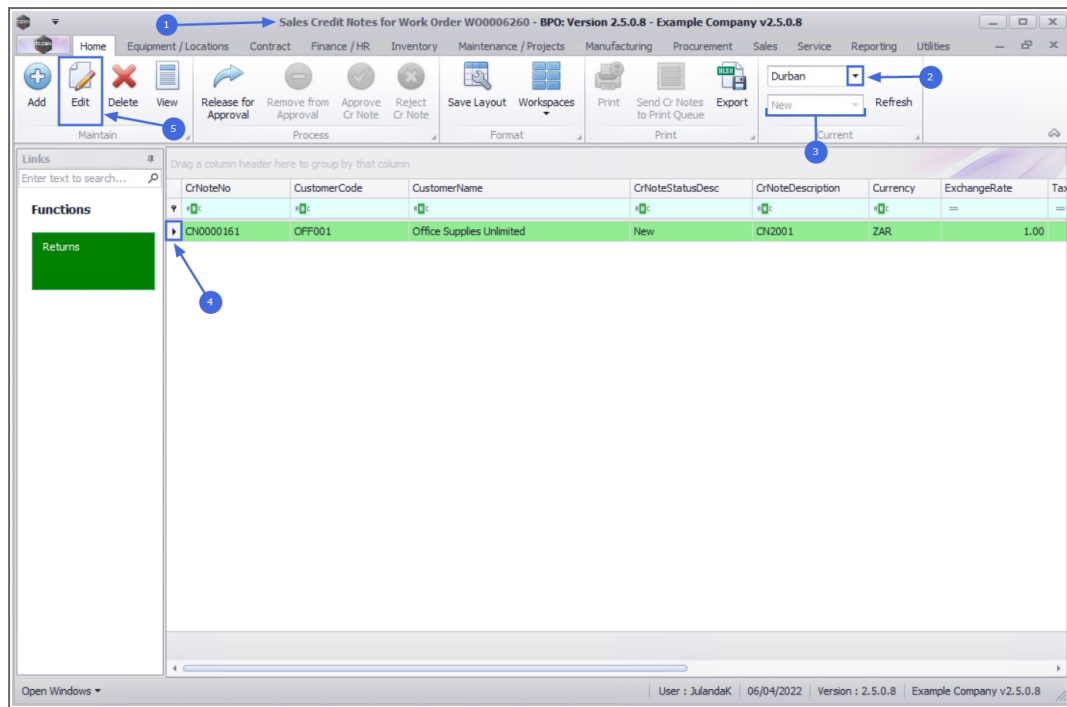 1
Sales Credit Notes for Work Order WO0006260 - BPO: Version 2.5.0.8 - Example Company v2.5.0.8
Home Equipment / Locations Contract Finance / HR Inventory Maintenance / Projects Manufacturing Procurement Sales Service Reporting Utilities
Add Edit Delete View
Release for Approval
Remove from Approval
Approve Cr Note
Reject Cr Note
Save Layout Workspaces
Print
Send Cr Notes to Print Queue
Export
Durban
2
New
Refresh
5
Maintain Process Format Print Current
3
Links
Drag a column header here to group by that column
Enter text to search...
CrNoteNo CustomerCode CustomerName CrNoteStatusDesc CrNoteDescription Currency ExchangeRate Tax
Functions
= =
CN0000161 OFF001 Office Supplies Unlimited New CN2001 ZAR 1.00
Returns
4
Open Windows
User : JulandaK 06/04/2022 Version : 2.5.0.8 Example Company v2.5.0.8